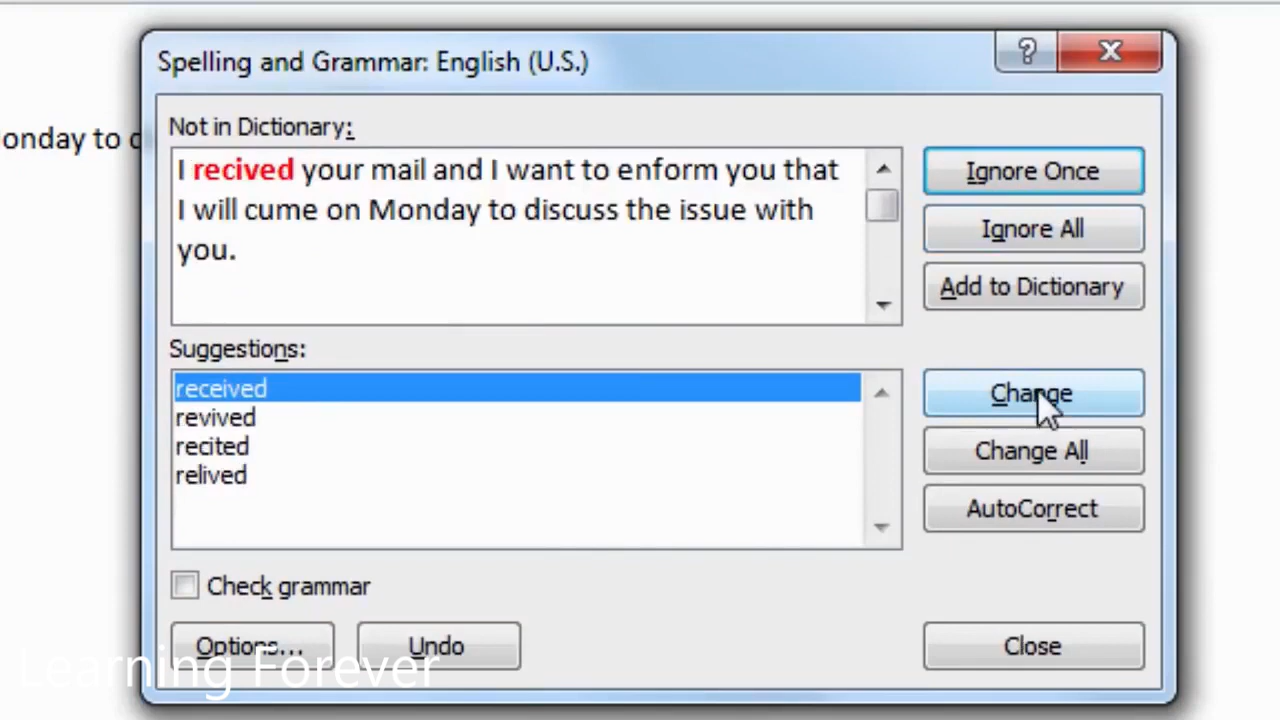 Spelling and Grammar: English (U.S.)
?
X
onday to
Not in Dictionary:
I recived your mail and I want to enform you that
I will cume on Monday to discuss the issue with
you.
Ignore Once
Ignore All
Add to Dictionary
Suggestions:
received
revived
recited
relived
Change
Change All
AutoCorrect
Check grammar
Options...
Undo
Close
Learning Forever